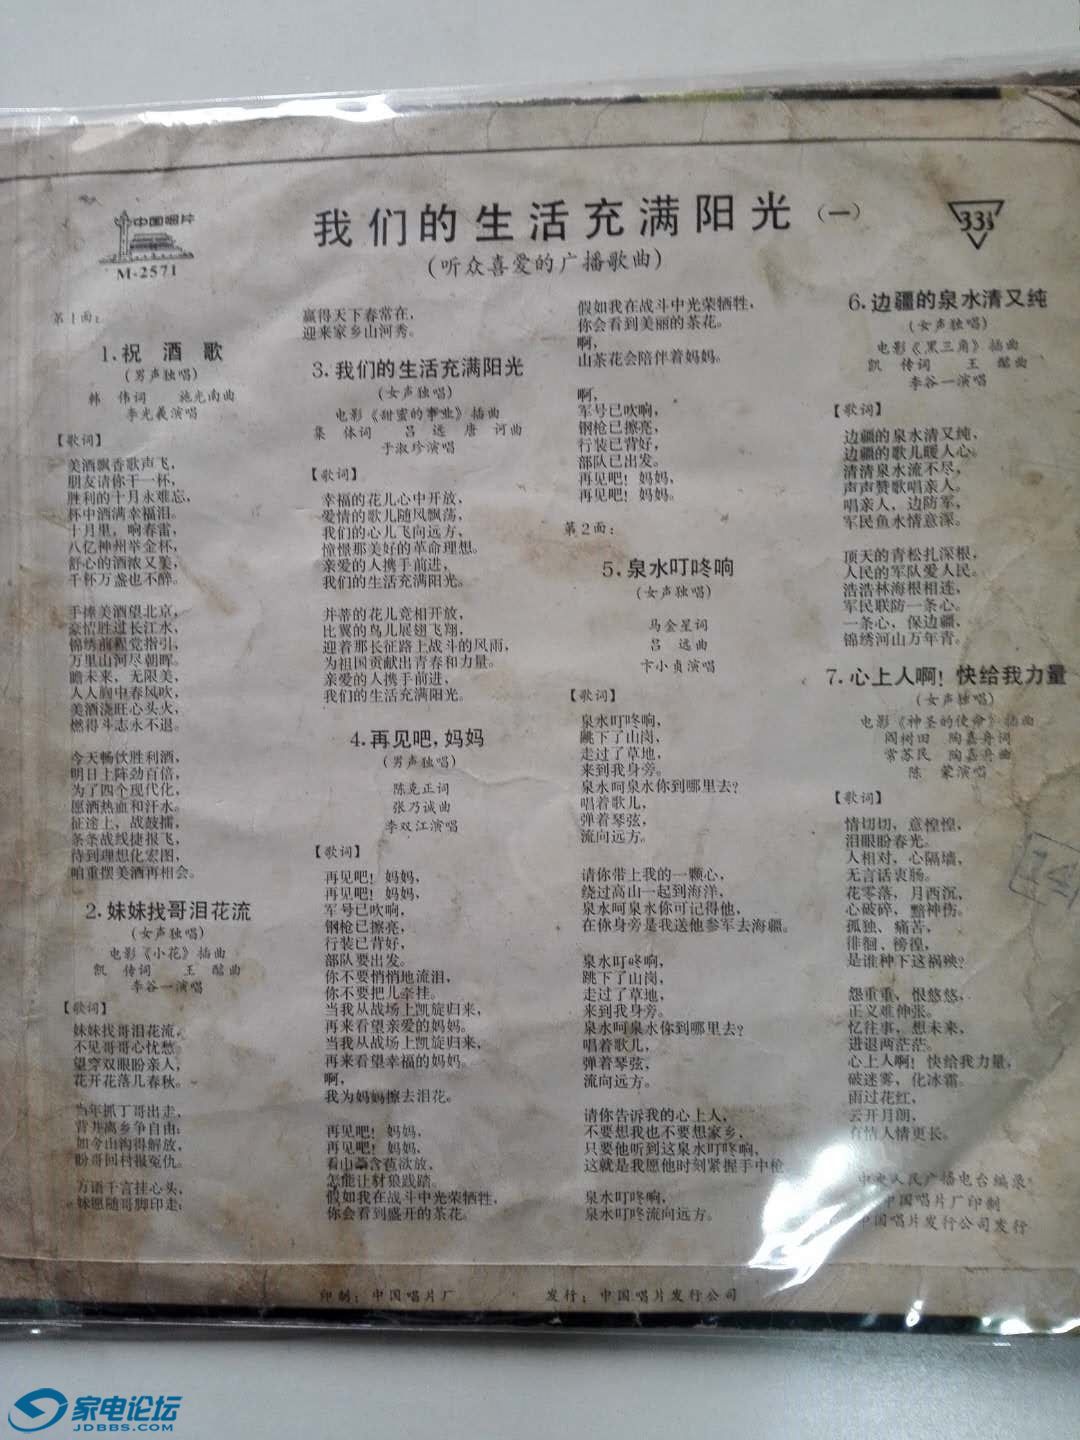 中国唱片
M-2571
我们的生活充满阳光(一)
(听众喜爱的广播歌曲)
33⅓
第1面:
1.祝 酒 歌
(男声独唱)
韩 伟词 施光南曲
李光羲演唱
【歌词】
美酒飘香歌声飞,
朋友请你干一杯,
胜利的十月永难忘,
杯中酒满幸福泪。
十月里,响春雷,
八亿神州举金杯,
舒心的酒浓又美,
千杯万盏也不醉。
手捧美酒望北京,
豪情胜过长江水,
锦绣前程党指引,
万里山河尽朝晖。
瞻未来,无限美,
人人胸中春风吹,
美酒浇旺心头火,
燃得斗志永不退。
今天畅饮胜利酒,
明日上阵劲百倍,
为了四个现代化,
愿洒热血和汗水。
征途上,战鼓擂,
条条战线捷报飞,
待到理想化宏图,
咱重摆美酒再相会。
2.妹妹找哥泪花流
(女声独唱)
电影《小花》插曲
凯 传词 王 酩曲
李谷一演唱
【歌词】
妹妹找哥泪花流,
不见哥哥心忧愁。
望穿双眼盼亲人,
花开花落几春秋。
当年抓丁哥出走,
背井离乡争自由;
如今山沟得解放,
盼哥回村报冤仇。
万语千言挂心头,
妹愿随哥脚印走;
赢得天下春常在,
迎来家乡山河秀。
3.我们的生活充满阳光
(女声独唱)
电影《甜蜜的事业》插曲
集 体词 吕 远 唐 诃曲
于淑珍演唱
【歌词】
幸福的花儿心中开放,
爱情的歌儿随风飘荡,
我们的心儿飞向远方,
憧憬那美好的革命理想。
亲爱的人携手前进,
我们的生活充满阳光。
并蒂的花儿竞相开放,
比翼的鸟儿展翅飞翔,
迎着那长征路上战斗的风雨,
为祖国贡献出青春和力量。
亲爱的人携手前进,
我们的生活充满阳光。
4.再见吧,妈妈
(男声独唱)
陈克正词
张乃诚曲
李双江演唱
【歌词】
再见吧!妈妈,
再见吧!妈妈,
军号已吹响,
钢枪已擦亮,
行装已背好,
部队要出发。
你不要悄悄地流泪,
你不要把儿牵挂。
当我从战场上凯旋归来,
再来看望亲爱的妈妈。
当我从战场上凯旋归来,
再来看望幸福的妈妈。
啊,
我为妈妈擦去泪花。
再见吧!妈妈,
再见吧!妈妈,
看山茶含苞欲放,
怎能让豺狼践踏。
假如我在战斗中光荣牺牲,
你会看到盛开的茶花。
假如我在战斗中光荣牺牲,
你会看到美丽的茶花。
啊,
山茶花会陪伴着妈妈。
啊,
军号已吹响,
钢枪已擦亮,
行装已背好,
部队已出发。
再见吧!妈妈,
再见吧!妈妈。
第2面:
5.泉水叮咚响
(女声独唱)
马金星词
吕 远曲
卞小贞演唱
【歌词】
泉水叮咚响,
跳下了山岗,
走过了草地,
来到我身旁。
泉水呵泉水你到哪里去?
唱着歌儿,
弹着琴弦,
流向远方。
请你带上我的一颗心,
绕过高山一起到海洋,
泉水呵泉水你可记得他,
在你身旁是我送他参军去海疆。
泉水叮咚响,
跳下了山岗,
走过了草地,
来到我身旁。
泉水呵泉水你到哪里去?
唱着歌儿,
弹着琴弦,
流向远方。
请你告诉我的心上人,
不要想我也不要想家乡,
只要他听到这泉水叮咚响,
这就是我愿他时刻紧握手中枪
泉水叮咚响,
泉水叮咚流向远方。
6.边疆的泉水清又纯
(女声独唱)
电影《黑三角》插曲
凯 传词 王 酩曲
李谷一演唱
【歌词】
边疆的泉水清又纯,
边疆的歌儿暖人心。
清清泉水流不尽,
声声赞歌唱亲人。
唱亲人,边防军,
军民鱼水情意深。
顶天的青松扎深根,
人民的军队爱人民。
浩浩林海根相连,
军民联防一条心。
一条心,保边疆,
锦绣河山万年青。
7.心上人啊!快给我力量
(女声独唱)
电影《神圣的使命》插曲
阎树田 陶嘉舟词
常苏民 陶嘉舟曲
陈 蒙演唱
【歌词】
情切切,意惶惶,
泪眼盼春光。
人相对,心隔墙,
无言话衷肠。
花零落,月西沉,
心破碎,黯神伤。
孤独、痛苦,
徘徊、徬徨,
是谁种下这祸殃?
怨重重,恨悠悠,
正义难伸张。
忆往事,想未来,
进退两茫茫。
心上人啊!快给我力量,
破迷雾,化冰霜。
雨过花红,
云开月朗,
有情人情更长。
中央人民广播电台编录
中国唱片厂印制
中国唱片发行公司发行
印制:中国唱片厂 发行:中国唱片发行公司
家电论坛
JDBBS.COM